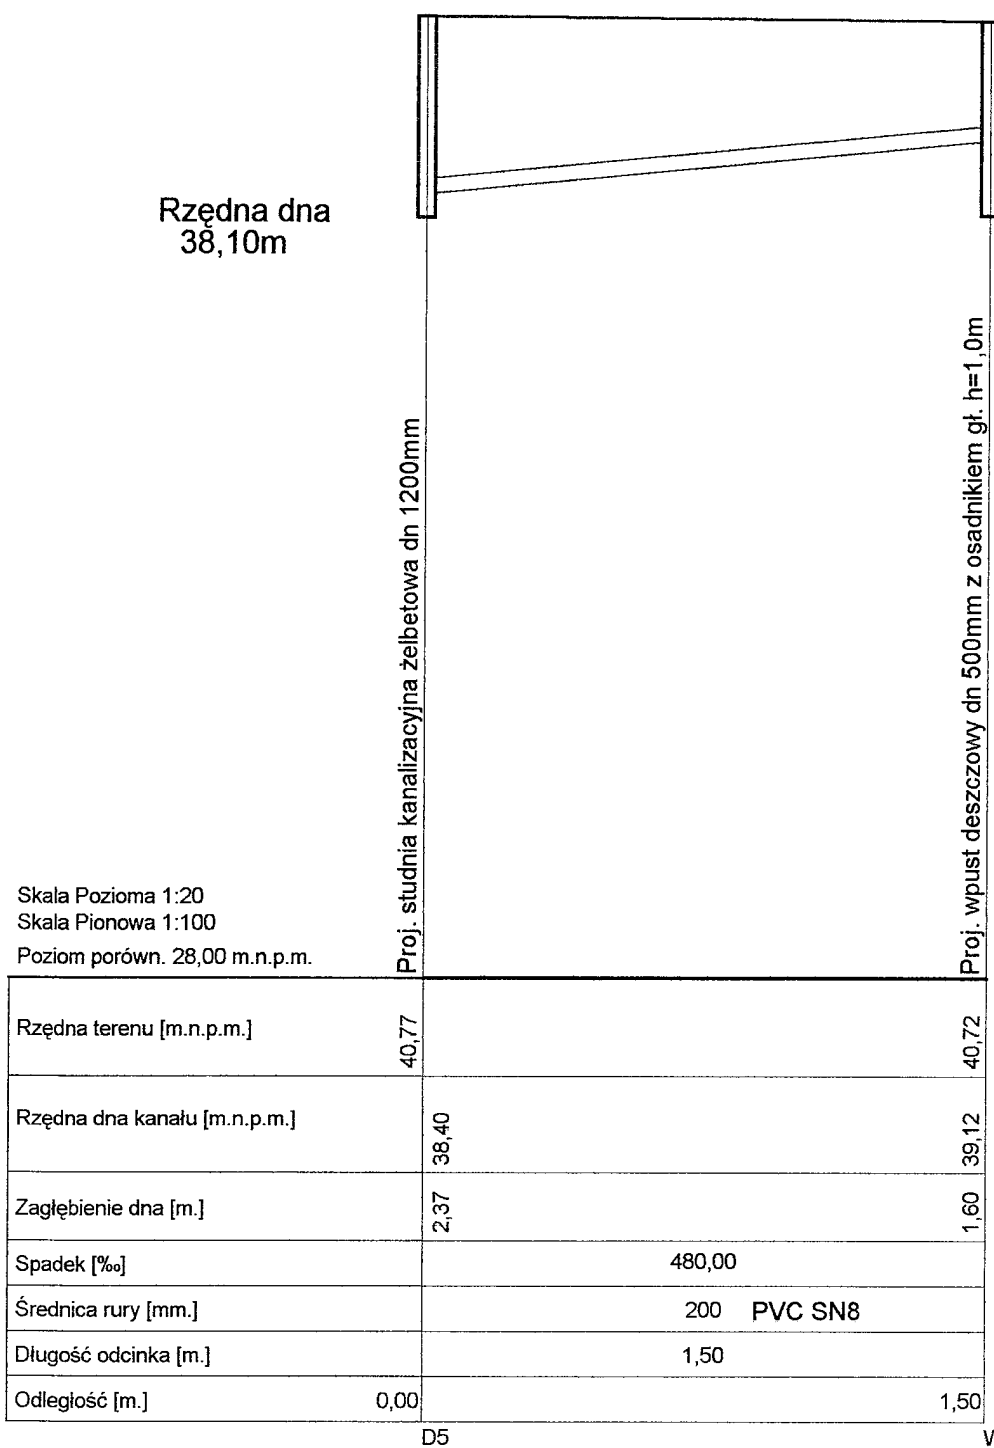 Rzędna dna
38,10m
Proj. studnia kanalizacyjna żelbetowa dn 1200mm
Proj. wpust deszczowy dn 500mm z osadnikiem gł. h=1,0m
Skala Pozioma 1:20
Skala Pionowa 1:100
Poziom porówn. 28,00 m.n.p.m.
Rzędna terenu [m.n.p.m.] 40,77 40,72
Rzędna dna kanału [m.n.p.m.] 38,40 39,12
Zagłębienie dna [m.] 2,37 1,60
Spadek [‰] 480,00
Średnica rury [mm.] 200 PVC SN8
Długość odcinka [m.] 1,50
Odległość [m.] 0,00 1,50
D5